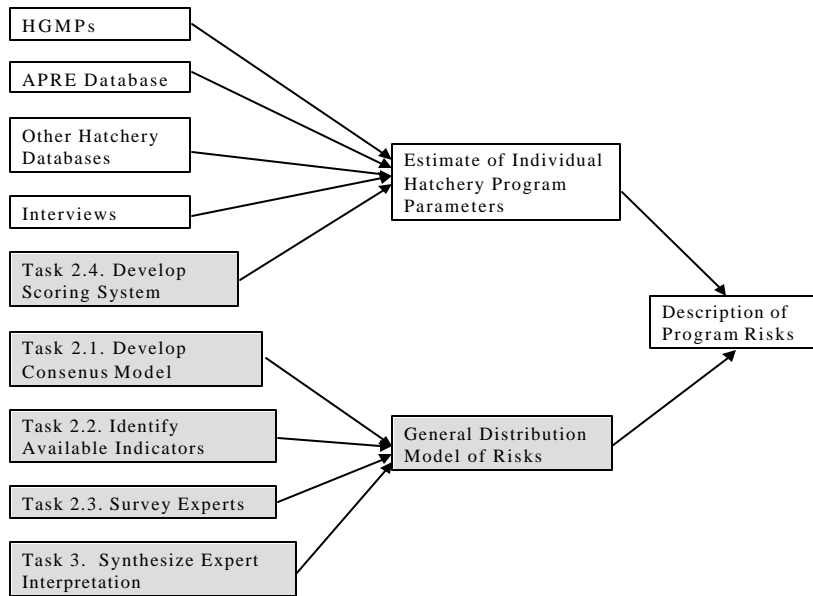 HGMPs
APRE Database
Other Hatchery
Databases
Interviews
Task 2.4. Develop
Scoring System
Task 2.1. Develop
Consenus Model
Task 2.2. Identify
Available Indicators
Task 2.3. Survey Experts
Task 3. Synthesize Expert
Interpretation
Estimate of Individual
Hatchery Program
Parameters
General Distribution
Model of Risks
Description of
Program Risks